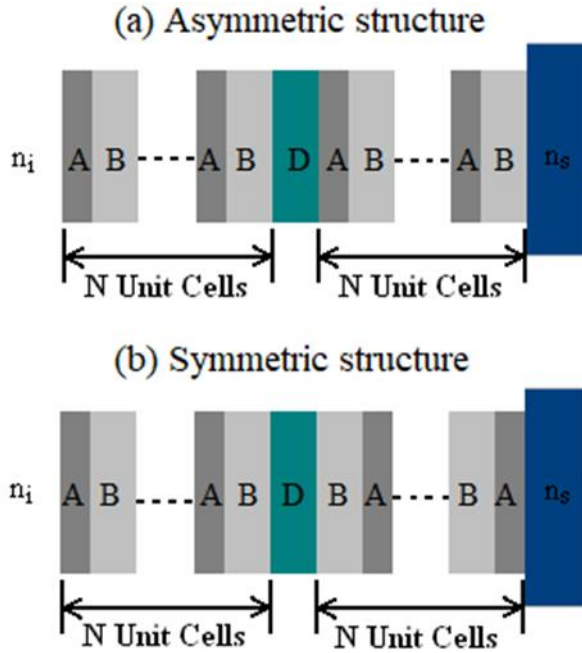 (a) Asymmetric structure
nᵢ A B A B D A B A B nₛ
N Unit Cells N Unit Cells
(b) Symmetric structure
nᵢ A B A B D B A B A nₛ
N Unit Cells N Unit Cells